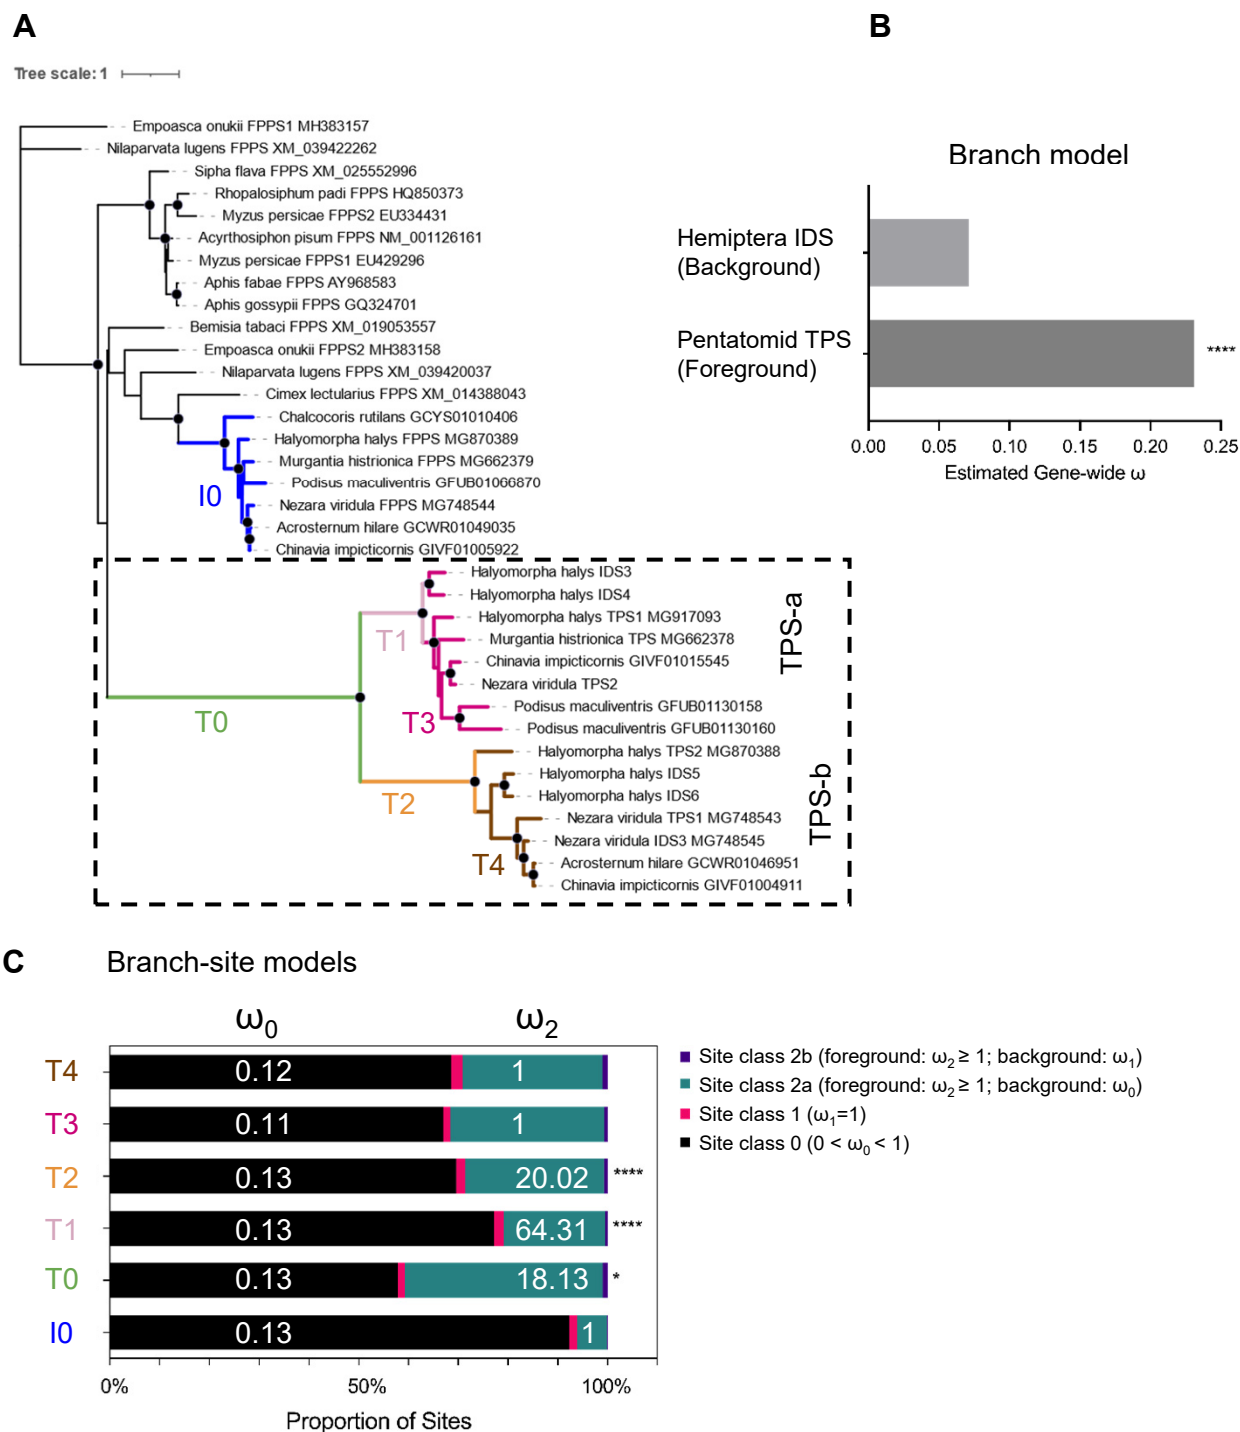 A
B
Tree scale: 1
Empoasca onukii FPPS1 MH383157
Nilaparvata lugens FPPS XM_039422262
Sipha flava FPPS XM_025552996
Rhopalosiphum padi FPPS HQ850373
Myzus persicae FPPS2 EU334431
Acyrthosiphon pisum FPPS NM_001126161
Myzus persicae FPPS1 EU429296
Aphis fabae FPPS AY968583
Aphis gossypii FPPS GQ324701
Bemisia tabaci FPPS XM_019053557
Empoasca onukii FPPS2 MH383158
Nilaparvata lugens FPPS XM_039420037
Cimex lectularius FPPS XM_014388043
Chalcocoris rutilans GCYS01010406
Halyomorpha halys FPPS MG870389
Murgantia histrionica FPPS MG662379
Podisus maculiventris GFUB01066870
I0
Nezara viridula FPPS MG748544
Acrosternum hilare GCWR01049035
Chinavia impicticornis GIVF01005922
Halyomorpha halys IDS3
Halyomorpha halys IDS4
Halyomorpha halys TPS1 MG917093
T1
Murgantia histrionica TPS MG662378
Chinavia impicticornis GIVF01015545
Nezara viridula TPS2
Podisus maculiventris GFUB01130158
T0
T3
Podisus maculiventris GFUB01130160
TPS-a
Halyomorpha halys TPS2 MG870388
Halyomorpha halys IDS5
Halyomorpha halys IDS6
T2
Nezara viridula TPS1 MG748543
Nezara viridula IDS3 MG748545
T4
Acrosternum hilare GCWR01046951
Chinavia impicticornis GIVF01004911
TPS-b
Branch model
Hemiptera IDS
(Background)
Pentatomid TPS
(Foreground)
****
0.00 0.05 0.10 0.15 0.20 0.25
Estimated Gene-wide ω
C
Branch-site models
ω0 ω2
T4 0.12 1
T3 0.11 1
T2 0.13 20.02 ****
T1 0.13 64.31 ****
T0 0.13 18.13 *
I0 0.13 1
0% 50% 100%
Proportion of Sites
Site class 2b (foreground: ω2 ≥ 1; background: ω1)
Site class 2a (foreground: ω2 ≥ 1; background: ω0)
Site class 1 (ω1=1)
Site class 0 (0 < ω0 < 1)